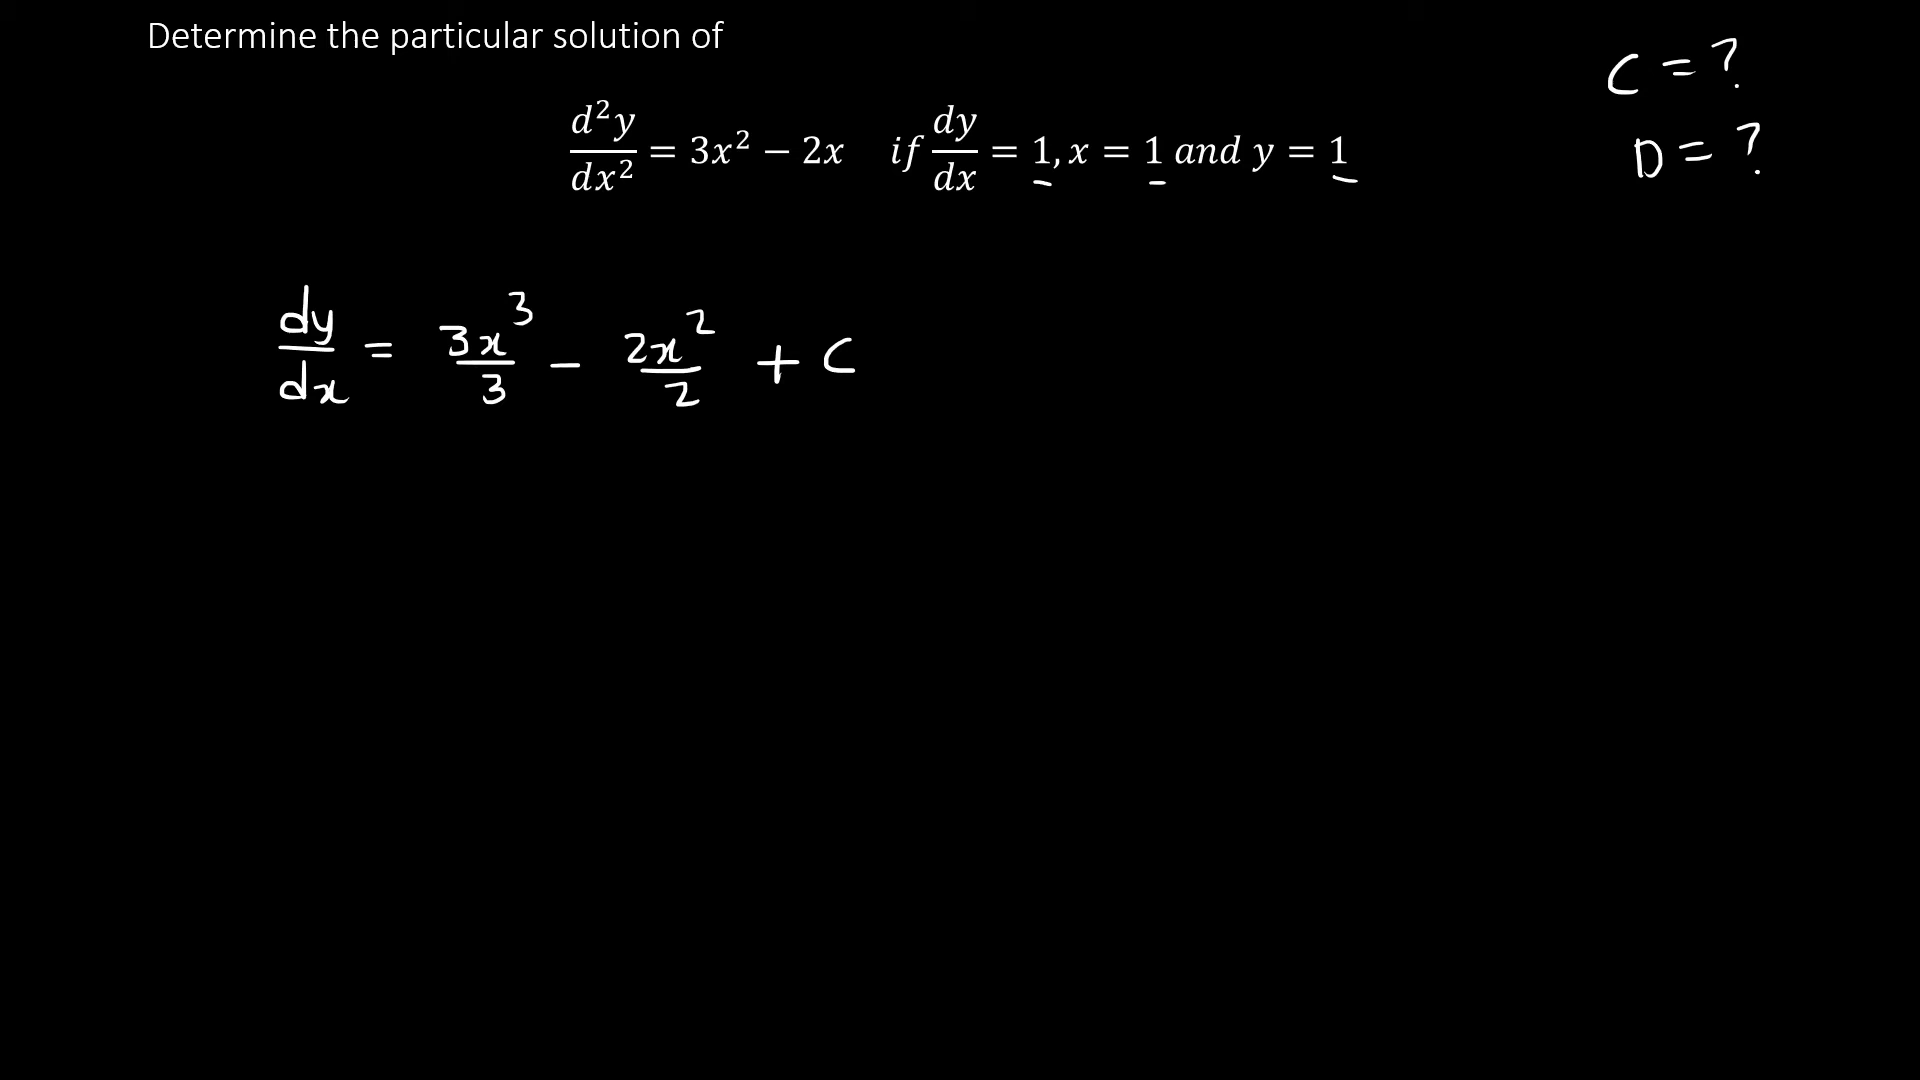 Determine the particular solution of
C = ?
d²y/dx² = 3x² − 2x if dy/dx = 1, x = 1 and y = 1
D = ?
dy/dx = 3x³/3 − 2x²/2 + C